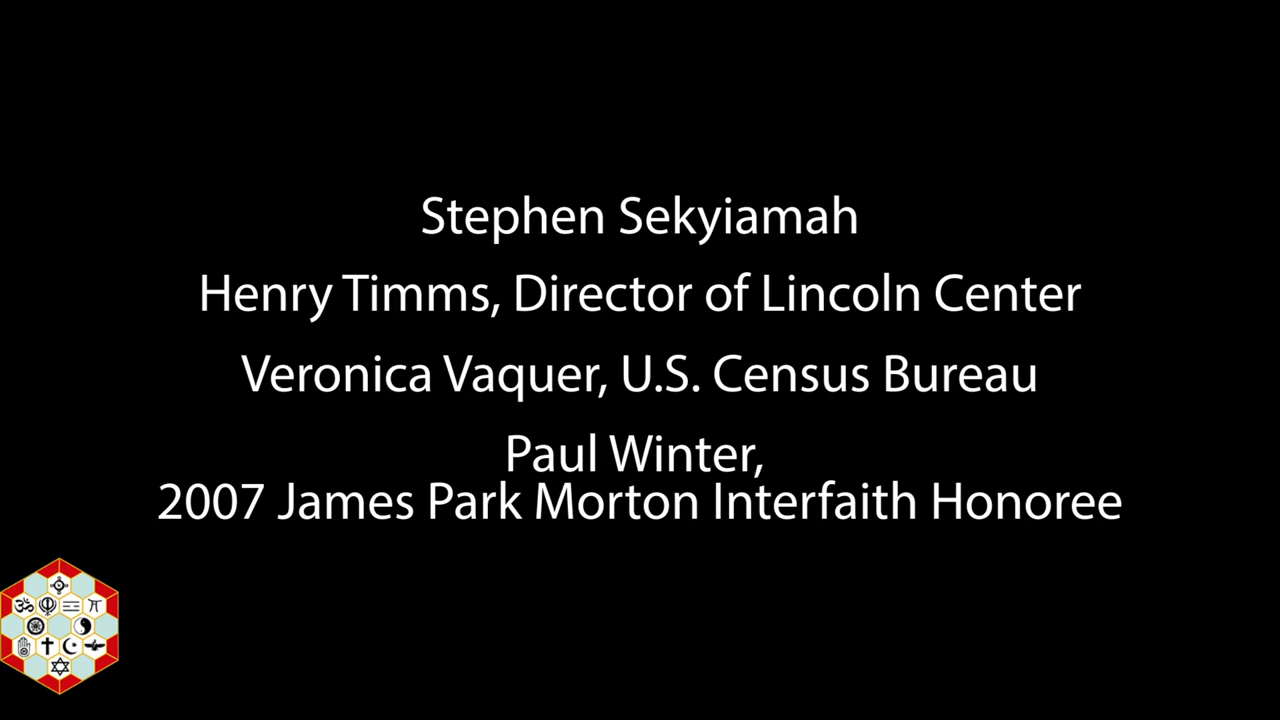 Stephen Sekyiamah
Henry Timms, Director of Lincoln Center
Veronica Vaquer, U.S. Census Bureau
Paul Winter,
2007 James Park Morton Interfaith Honoree